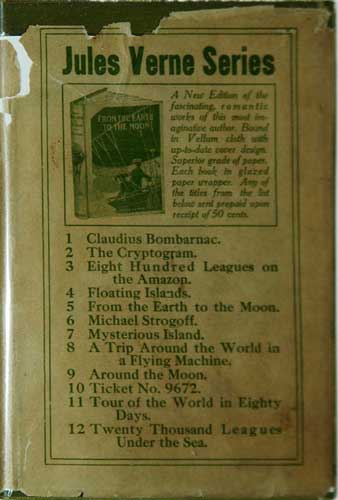 Jules Verne Series
FROM THE EARTH
TO THE MOON
A New Edition of the
fascinating, romantic
works of this most im-
aginative author. Bound
in Vellum cloth with
up-to-date cover design.
Superior grade of paper.
Each book in glazed
paper wrapper. Any of
the titles from the list
below sent prepaid upon
receipt of 50 cents.
1 Claudius Bombarnac.
2 The Cryptogram.
3 Eight Hundred Leagues on
the Amazon.
4 Floating Islands.
5 From the Earth to the Moon.
6 Michael Strogoff.
7 Mysterious Island.
8 A Trip Around the World in
a Flying Machine.
9 Around the Moon.
10 Ticket No. 9672.
11 Tour of the World in Eighty
Days.
12 Twenty Thousand Leagues
Under the Sea.